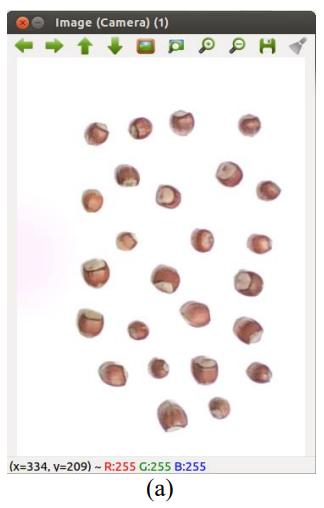 Image (Camera) (1)
(x=334, y=209) ~ R:255 G:255 B:255
(a)